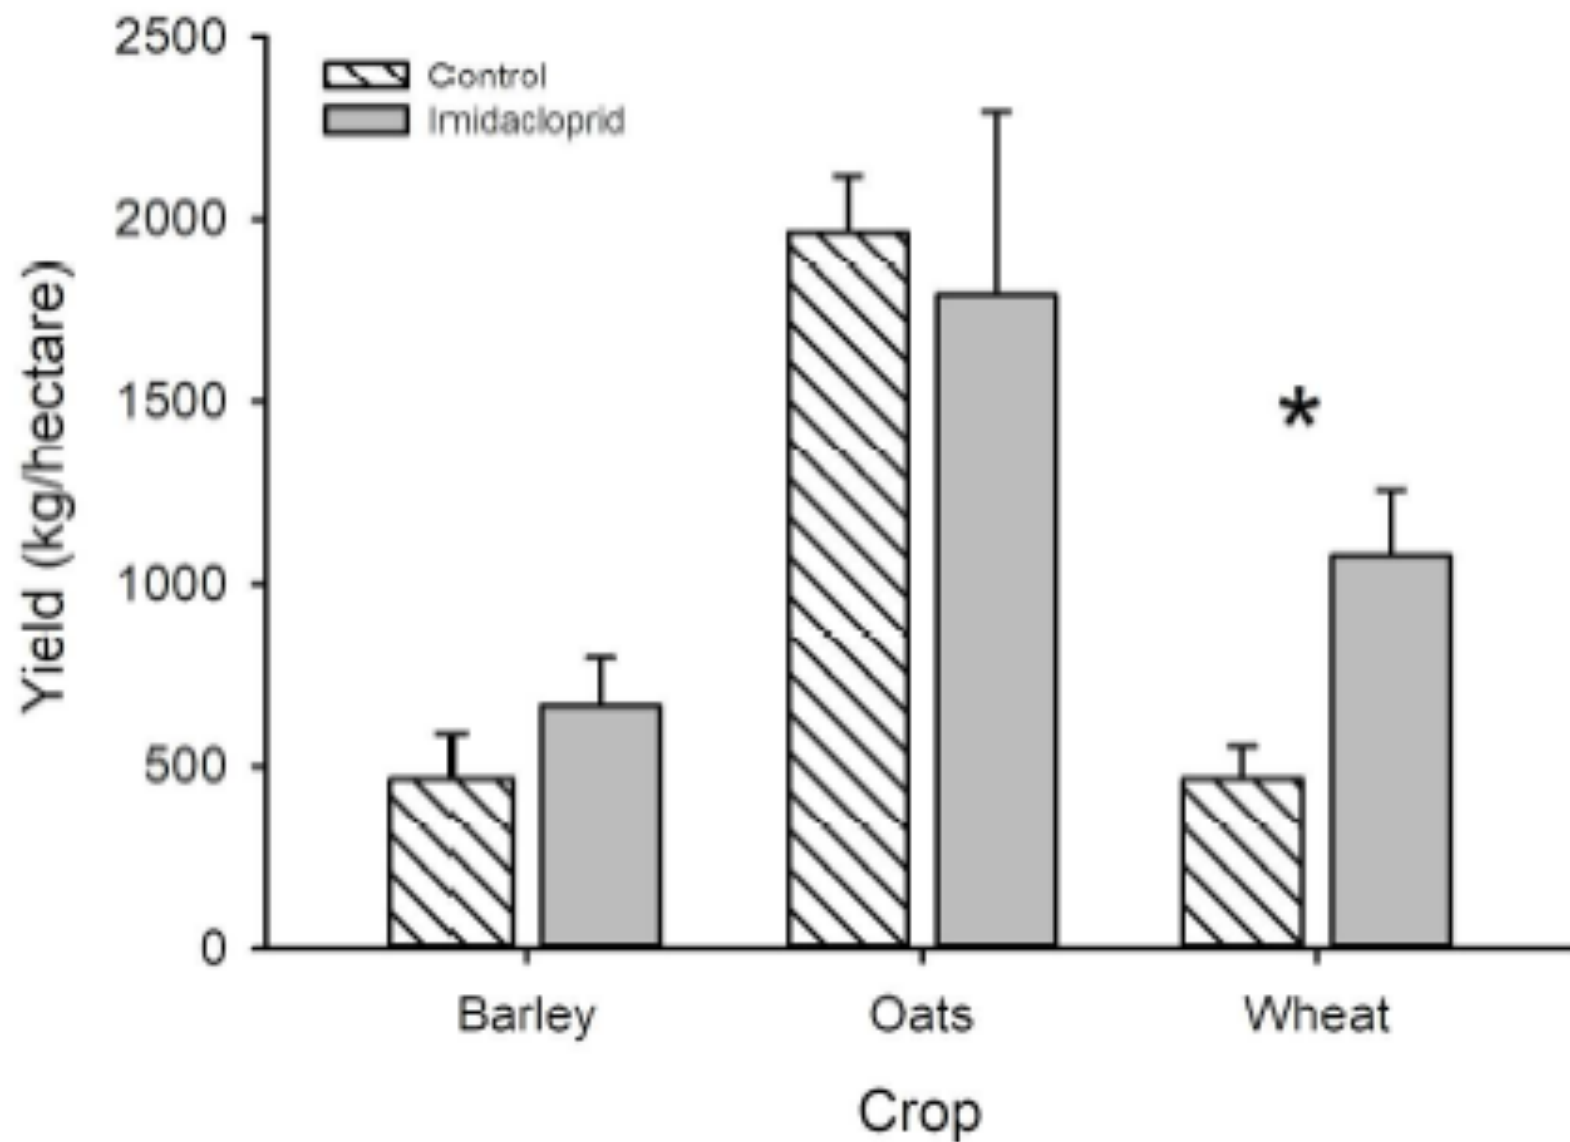 2500
2000
1500
1000
500
0
Yield (kg/hectare)
Control
Imidacloprid
*
Barley Oats Wheat
Crop